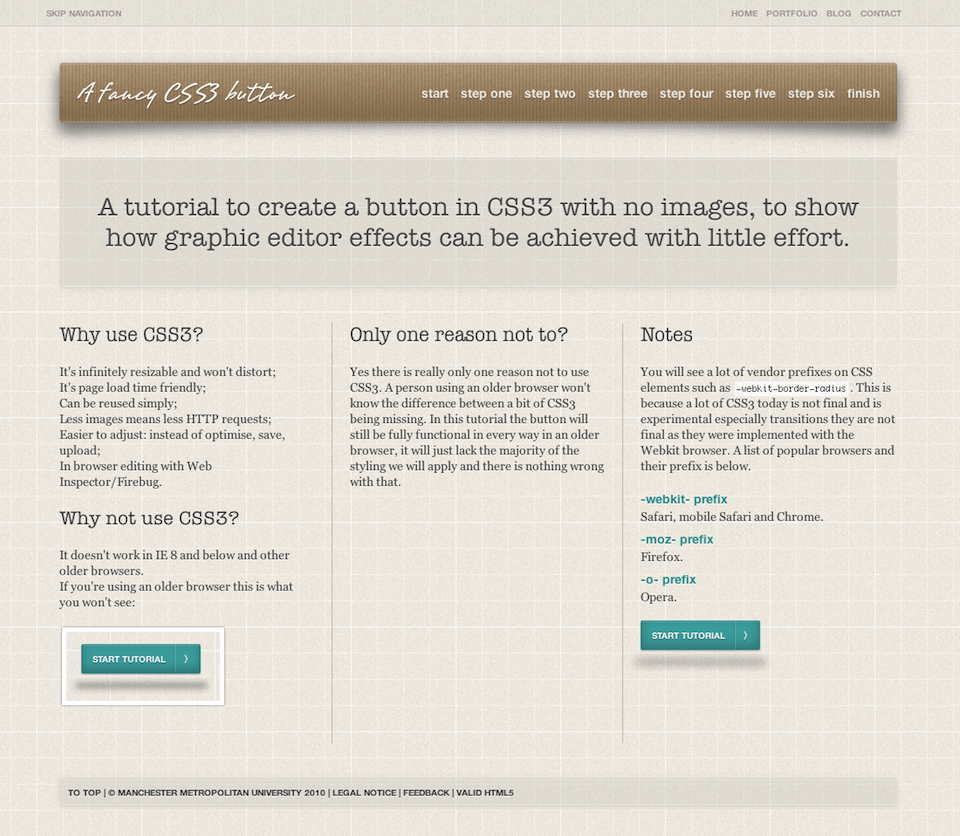 SKIP NAVIGATION
HOME PORTFOLIO BLOG CONTACT
A fancy CSS3 button
start step one step two step three step four step five step six finish
A tutorial to create a button in CSS3 with no images, to show
how graphic editor effects can be achieved with little effort.
Why use CSS3?
It's infinitely resizable and won't distort;
It's page load time friendly;
Can be reused simply;
Less images means less HTTP requests;
Easier to adjust: instead of optimise, save,
upload;
In browser editing with Web
Inspector/Firebug.
Why not use CSS3?
It doesn't work in IE 8 and below and other
older browsers.
If you're using an older browser this is what
you won't see:
START TUTORIAL 〉
Only one reason not to?
Yes there is really only one reason not to use
CSS3. A person using an older browser won't
know the difference between a bit of CSS3
being missing. In this tutorial the button will
still be fully functional in every way in an older
browser, it will just lack the majority of the
styling we will apply and there is nothing wrong
with that.
Notes
You will see a lot of vendor prefixes on CSS
elements such as -webkit-border-radius . This is
because a lot of CSS3 today is not final and is
experimental especially transitions they are not
final as they were implemented with the
Webkit browser. A list of popular browsers and
their prefix is below.
-webkit- prefix
Safari, mobile Safari and Chrome.
-moz- prefix
Firefox.
-o- prefix
Opera.
START TUTORIAL 〉
TO TOP | © MANCHESTER METROPOLITAN UNIVERSITY 2010 | LEGAL NOTICE | FEEDBACK | VALID HTML5